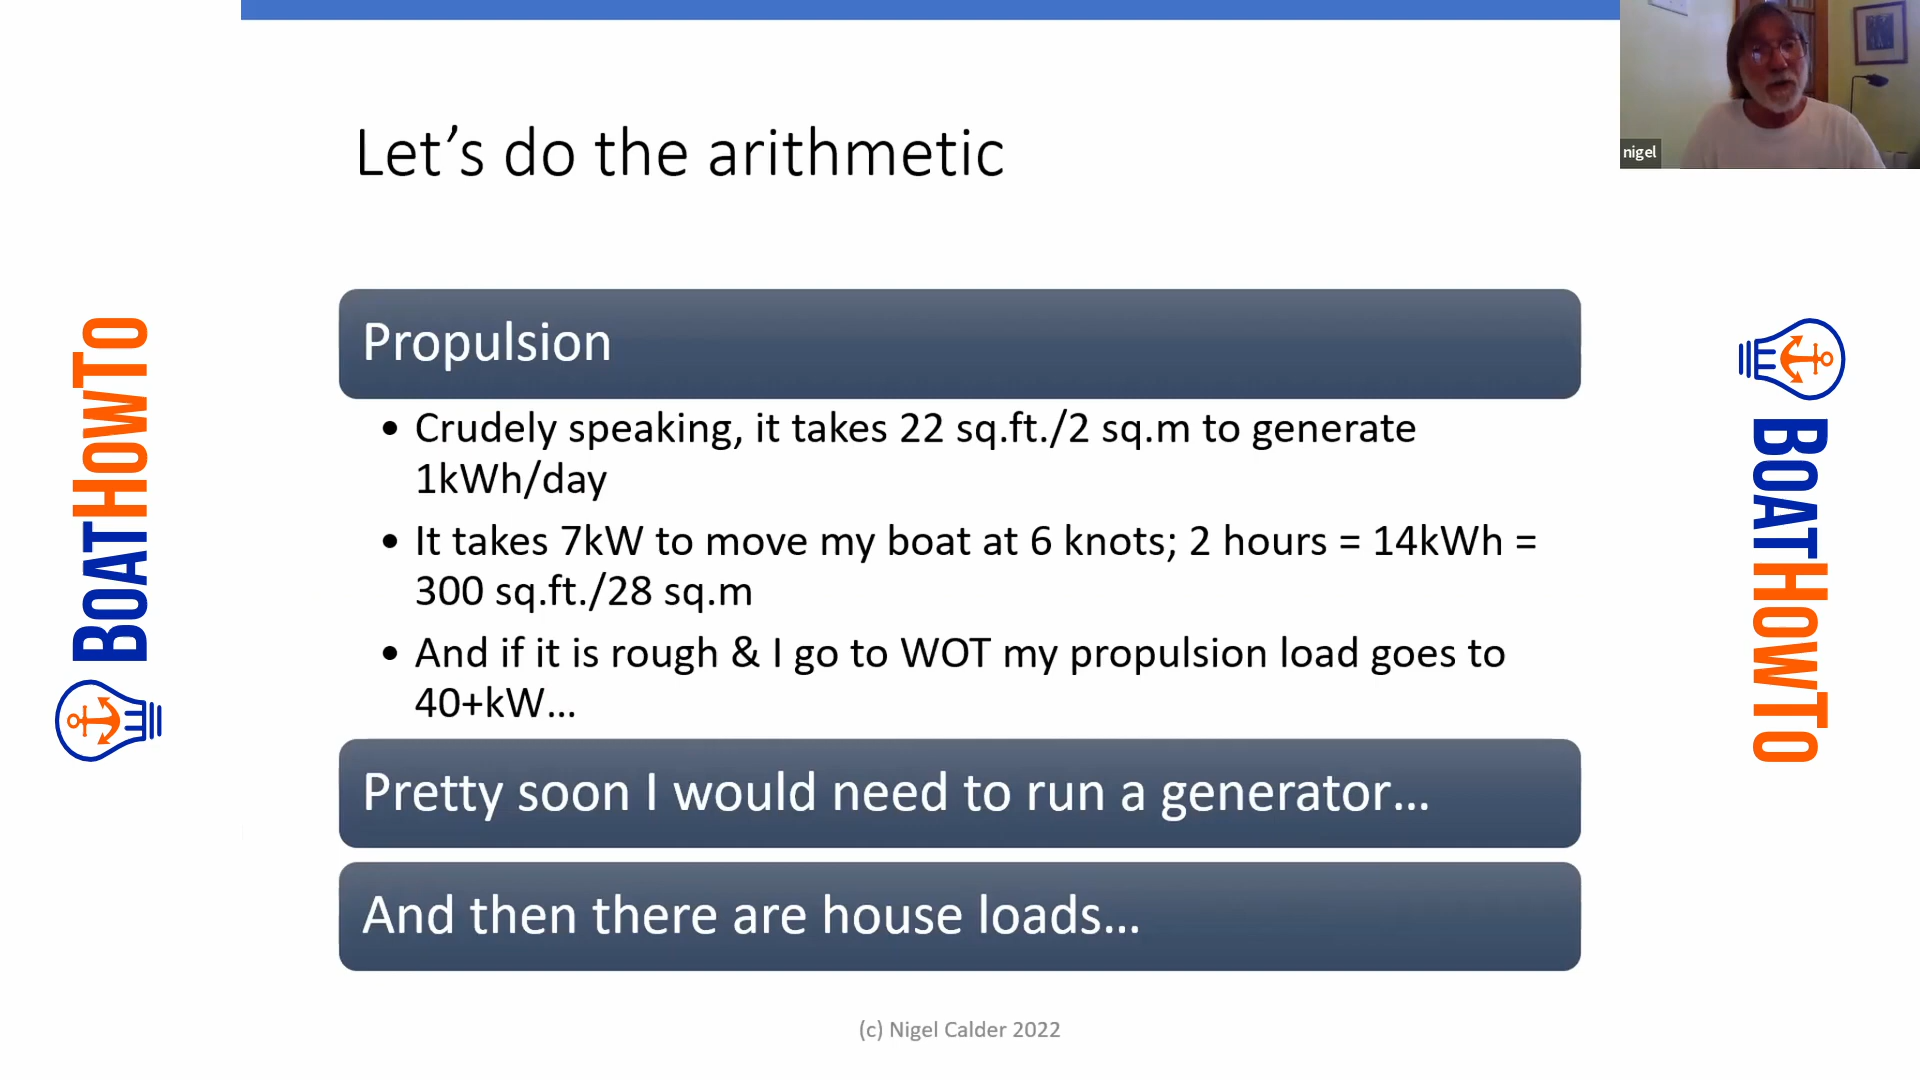 Let's do the arithmetic
nigel
Propulsion
• Crudely speaking, it takes 22 sq.ft./2 sq.m to generate
1kWh/day
• It takes 7kW to move my boat at 6 knots; 2 hours = 14kWh =
300 sq.ft./28 sq.m
• And if it is rough & I go to WOT my propulsion load goes to
40+kW...
Pretty soon I would need to run a generator...
And then there are house loads...
(c) Nigel Calder 2022
BOATHOWTO
BOATHOWTO